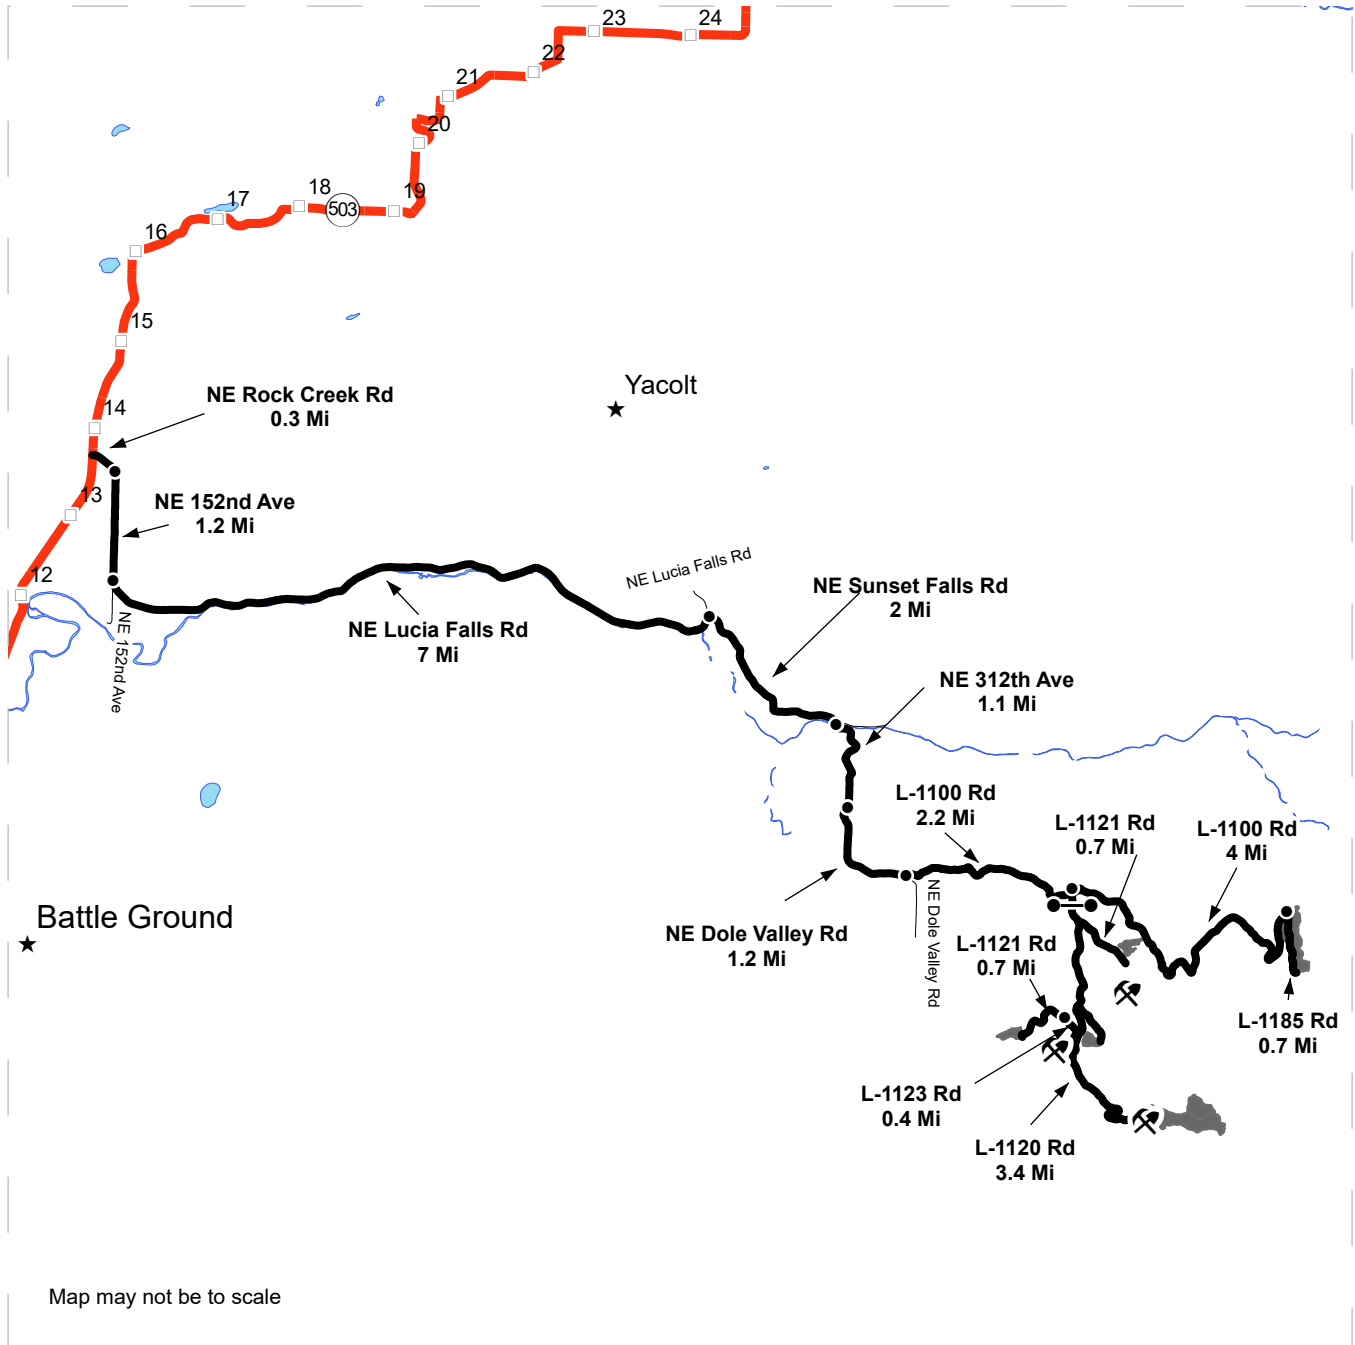 23
24
22
21
20
19
18
503
17
16
15
14
13
12
NE Rock Creek Rd
0.3 Mi
Yacolt
NE 152nd Ave
1.2 Mi
NE Lucia Falls Rd
NE Sunset Falls Rd
2 Mi
NE 152nd Ave
NE Lucia Falls Rd
7 Mi
NE 312th Ave
1.1 Mi
L-1100 Rd
2.2 Mi
L-1121 Rd
0.7 Mi
L-1100 Rd
4 Mi
Battle Ground
NE Dole Valley Rd
1.2 Mi
NE Dole Valley Rd
L-1121 Rd
0.7 Mi
L-1185 Rd
0.7 Mi
L-1123 Rd
0.4 Mi
L-1120 Rd
3.4 Mi
Map may not be to scale